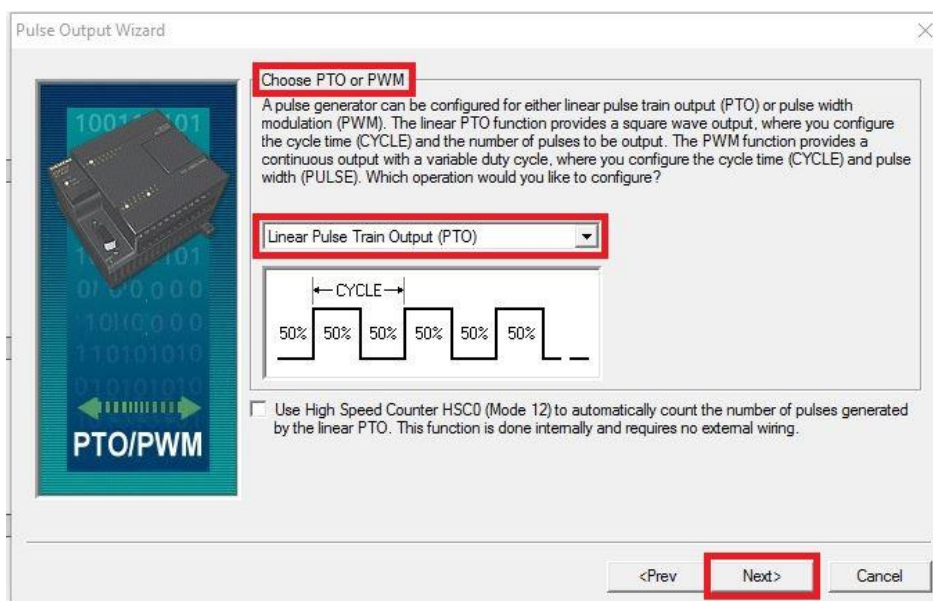 Pulse Output Wizard
Choose PTO or PWM
A pulse generator can be configured for either linear pulse train output (PTO) or pulse width
modulation (PWM). The linear PTO function provides a square wave output, where you configure
the cycle time (CYCLE) and the number of pulses to be output. The PWM function provides a
continuous output with a variable duty cycle, where you configure the cycle time (CYCLE) and pulse
width (PULSE). Which operation would you like to configure?
Linear Pulse Train Output (PTO)
CYCLE
50% 50% 50% 50% 50% 50%
Use High Speed Counter HSC0 (Mode 12) to automatically count the number of pulses generated
by the linear PTO. This function is done internally and requires no external wiring.
110101010
010101010
PTO/PWM
<Prev Next> Cancel